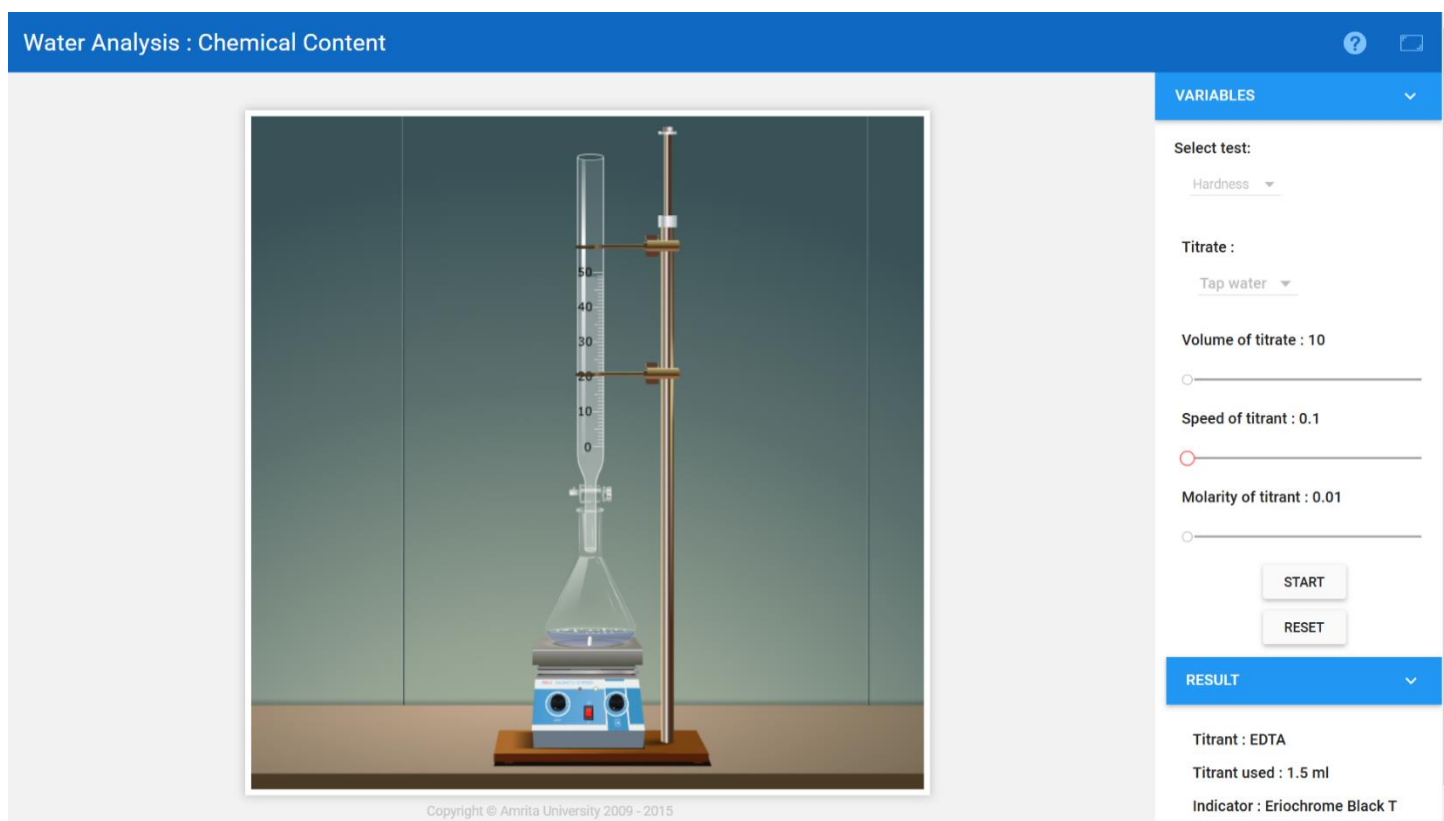 Water Analysis : Chemical Content
?
VARIABLES
Select test:
Hardness
Titrate :
Tap water
Volume of titrate : 10
Speed of titrant : 0.1
Molarity of titrant : 0.01
START
RESET
RESULT
Titrant : EDTA
Titrant used : 1.5 ml
Indicator : Eriochrome Black T
50
40
30
20
10
0
Copyright © Amrita University 2009 - 2015